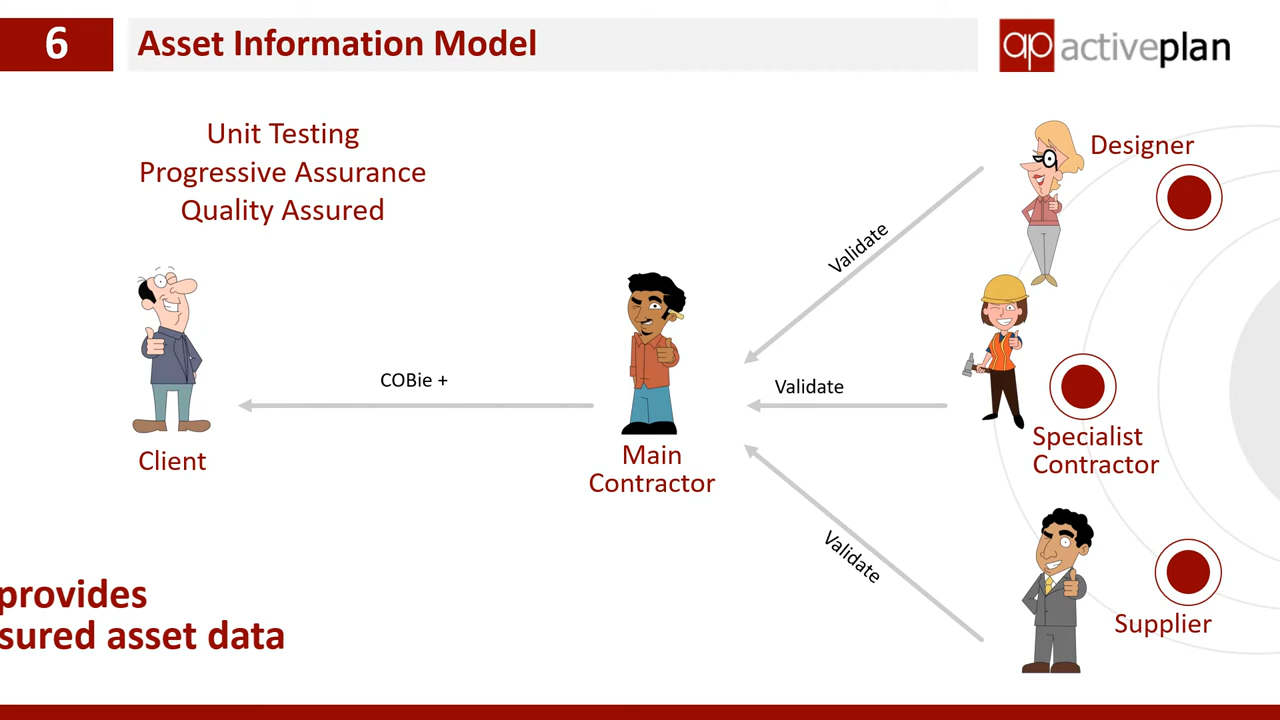 6
Asset Information Model
ap activeplan
Unit Testing
Progressive Assurance
Quality Assured
Designer
Validate
COBie +
Validate
Specialist
Contractor
Client
Main
Contractor
Validate
provides
sured asset data
Supplier